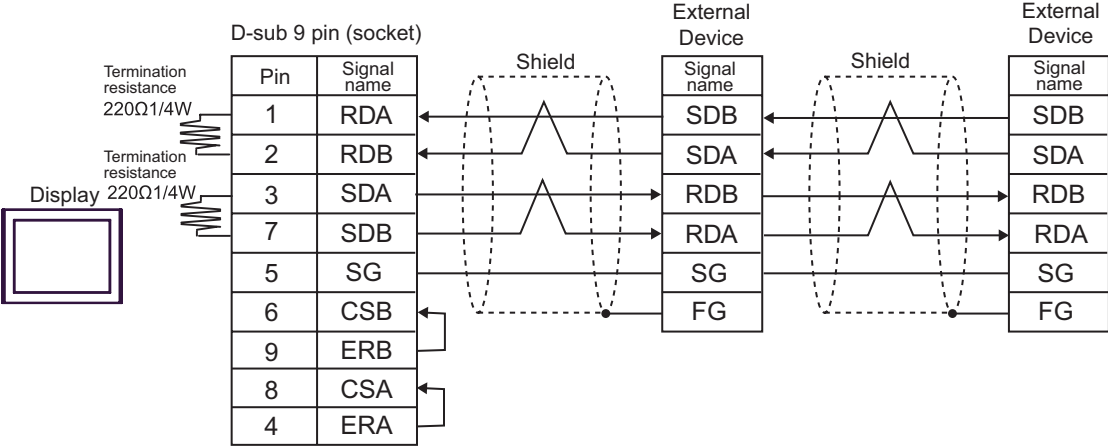 External
Device
External
Device
D-sub 9 pin (socket)
Shield
Shield
Termination
resistance
220Ω1/4W
Pin
Signal
name
Signal
name
Signal
name
1
RDA
SDB
SDB
2
RDB
SDA
SDA
Termination
resistance
220Ω1/4W
Display
3
SDA
RDB
RDB
7
SDB
RDA
RDA
5
SG
SG
SG
6
CSB
FG
FG
9
ERB
8
CSA
4
ERA